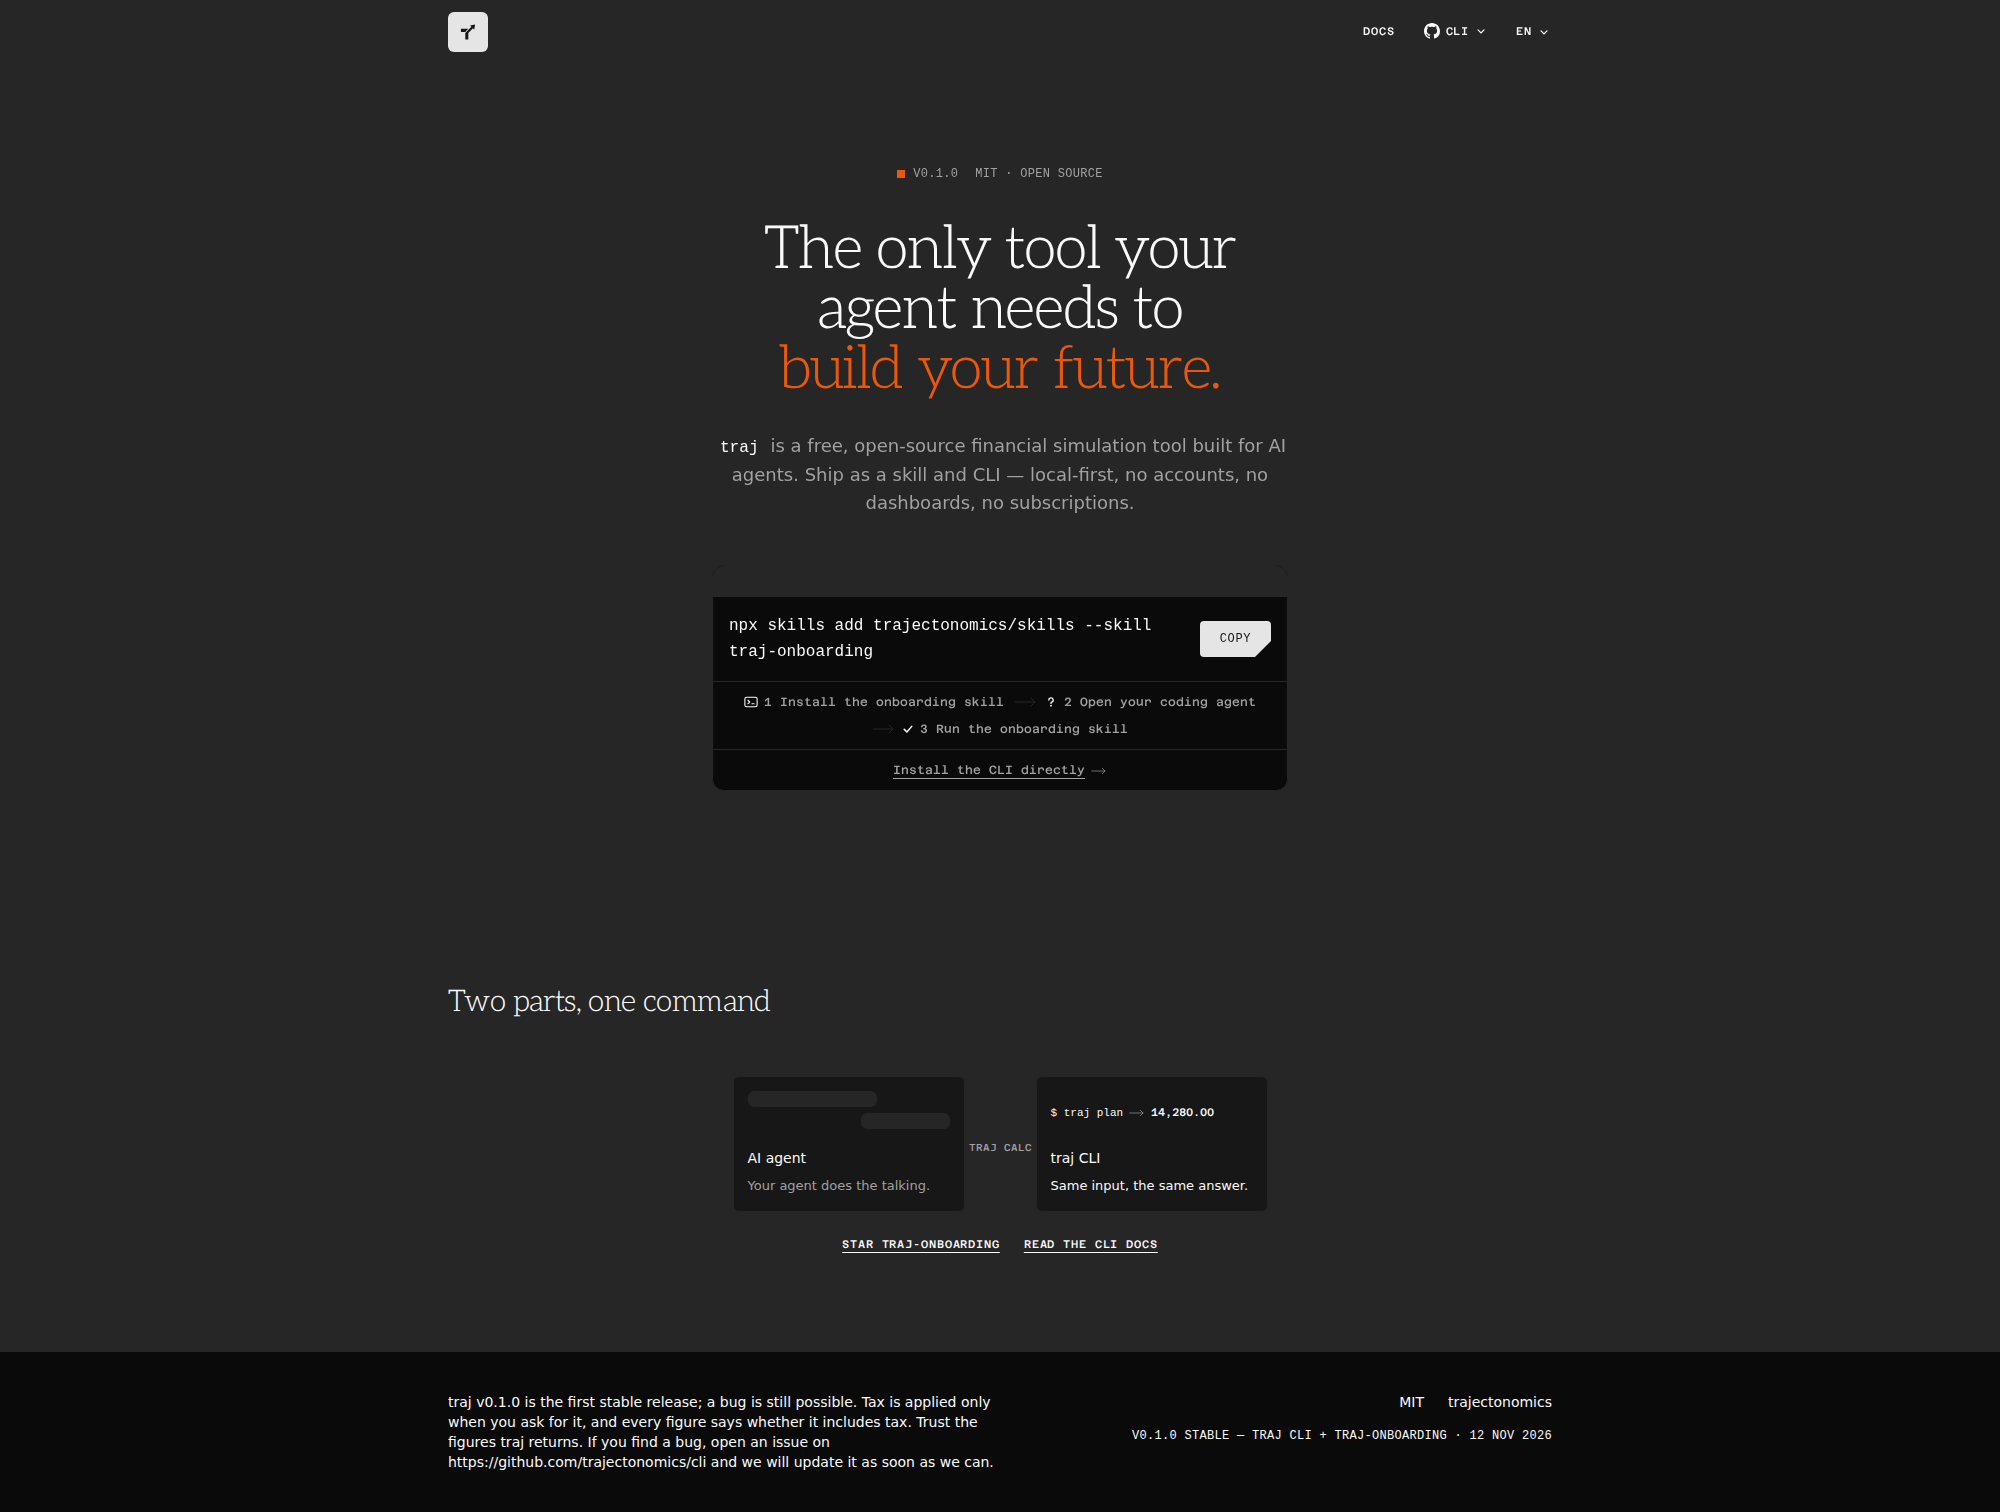 DOCS CLI EN
V0.1.0 MIT · OPEN SOURCE
The only tool your
agent needs to
build your future.
traj is a free, open-source financial simulation tool built for AI
agents. Ship as a skill and CLI — local-first, no accounts, no
dashboards, no subscriptions.
npx skills add trajectonomics/skills --skill
traj-onboarding
COPY
1 Install the onboarding skill ? 2 Open your coding agent
3 Run the onboarding skill
Install the CLI directly
Two parts, one command
AI agent
Your agent does the talking.
TRAJ CALC
$ traj plan 14,280.00
traj CLI
Same input, the same answer.
STAR TRAJ-ONBOARDING READ THE CLI DOCS
traj v0.1.0 is the first stable release; a bug is still possible. Tax is applied only
when you ask for it, and every figure says whether it includes tax. Trust the
figures traj returns. If you find a bug, open an issue on
https://github.com/trajectonomics/cli and we will update it as soon as we can.
MIT trajectonomics
V0.1.0 STABLE — TRAJ CLI + TRAJ-ONBOARDING · 12 NOV 2026